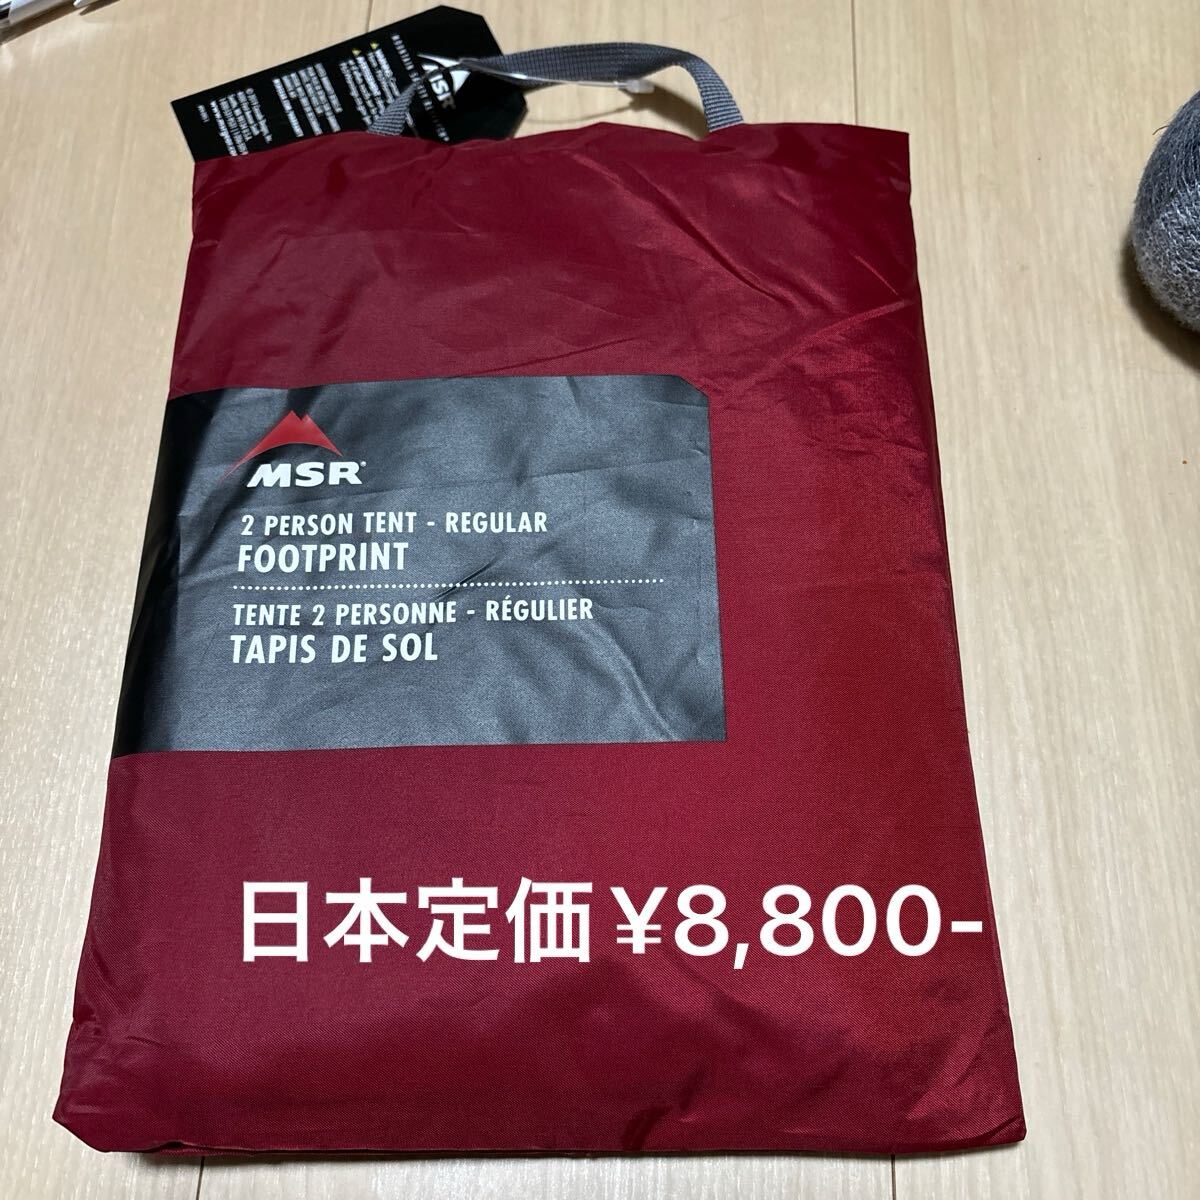 MSR
MSR®
2 PERSON TENT - REGULAR
FOOTPRINT
TENTE 2 PERSONNE - RÉGULIER
TAPIS DE SOL
日本定価¥8,800-